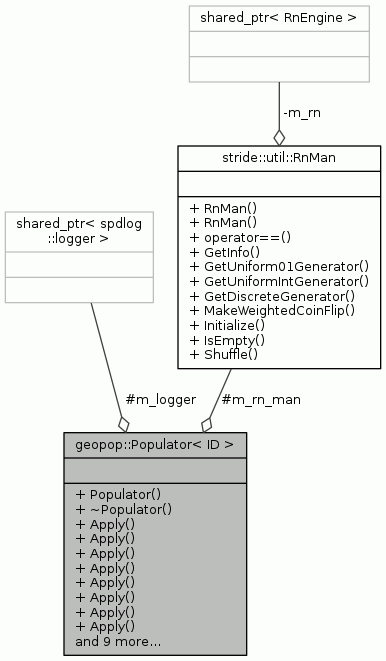 shared_ptr< RnEngine >
-m_rn
stride::util::RnMan
+ RnMan()
+ RnMan()
+ operator==()
+ GetInfo()
+ GetUniform01Generator()
+ GetUniformIntGenerator()
+ GetDiscreteGenerator()
+ MakeWeightedCoinFlip()
+ Initialize()
+ IsEmpty()
+ Shuffle()
shared_ptr< spdlog
::logger >
#m_logger
#m_rn_man
geopop::Populator< ID >
+ Populator()
+ ~Populator()
+ Apply()
+ Apply()
+ Apply()
+ Apply()
+ Apply()
+ Apply()
+ Apply()
+ Apply()
and 9 more...